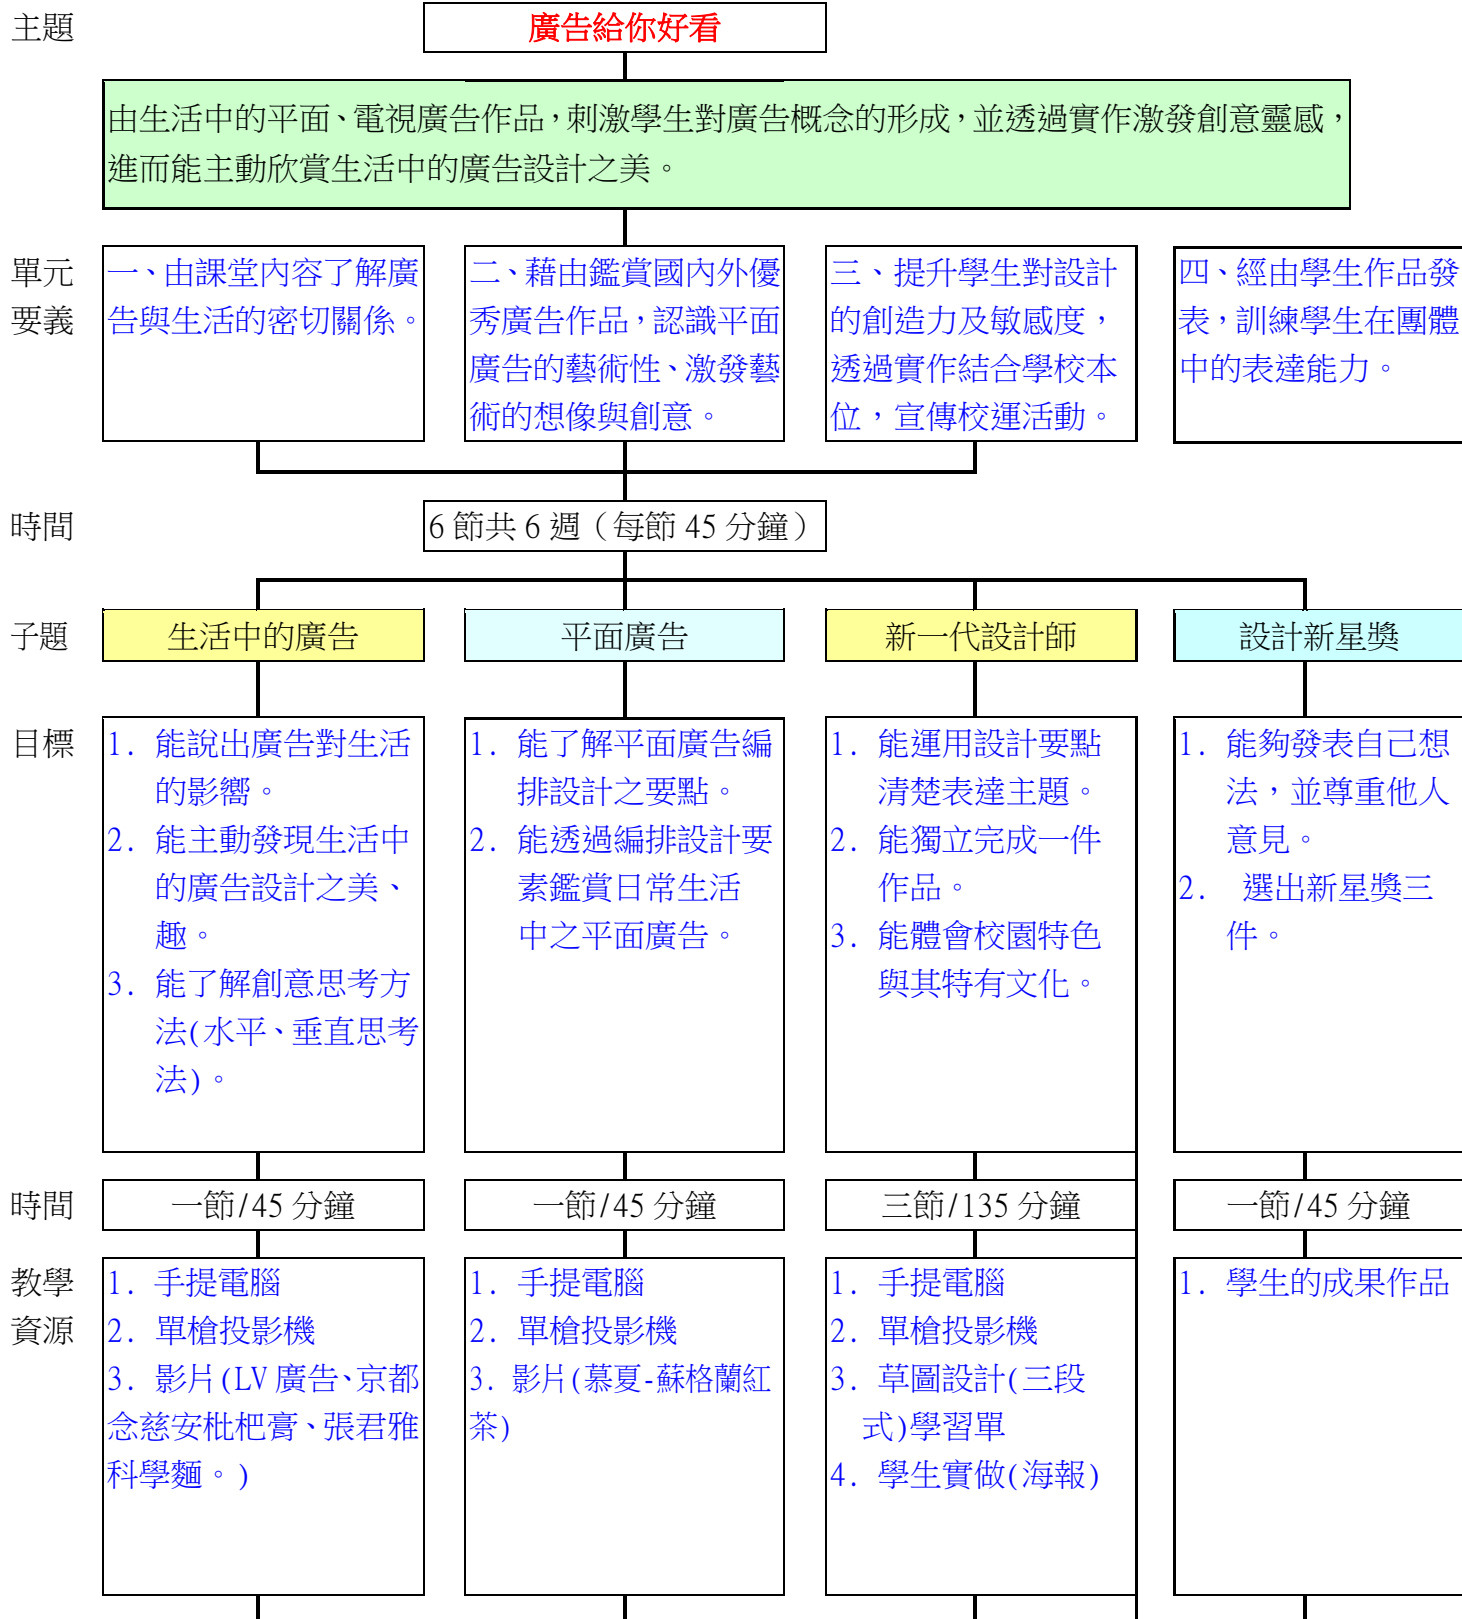 主題
廣告給你好看
由生活中的平面、電視廣告作品，刺激學生對廣告概念的形成，並透過實作激發創意靈感，
進而能主動欣賞生活中的廣告設計之美。
單元
要義
一、由課堂內容了解廣
告與生活的密切關係。
二、藉由鑑賞國內外優
秀廣告作品，認識平面
廣告的藝術性、激發藝
術的想像與創意。
三、提升學生對設計
的創造力及敏感度，
透過實作結合學校本
位，宣傳校運活動。
四、經由學生作品發
表，訓練學生在團體
中的表達能力。
時間
6 節共 6 週（每節 45 分鐘）
子題
生活中的廣告
平面廣告
新一代設計師
設計新星獎
目標
1. 能說出廣告對生活
的影響。
2. 能主動發現生活中
的廣告設計之美、
趣。
3. 能了解創意思考方
法(水平、垂直思考
法)。
1. 能了解平面廣告編
排設計之要點。
2. 能透過編排設計要
素鑑賞日常生活
中之平面廣告。
1. 能運用設計要點
清楚表達主題。
2. 能獨立完成一件
作品。
3. 能體會校園特色
與其特有文化。
1. 能夠發表自己想
法，並尊重他人
意見。
2. 選出新星獎三
件。
時間
一節/45 分鐘
一節/45 分鐘
三節/135 分鐘
一節/45 分鐘
教學
資源
1. 手提電腦
2. 單槍投影機
3. 影片(LV 廣告、京都
念慈安枇杷膏、張君雅
科學麵。)
1. 手提電腦
2. 單槍投影機
3. 影片(慕夏-蘇格蘭紅
茶)
1. 手提電腦
2. 單槍投影機
3. 草圖設計(三段
式)學習單
4. 學生實做(海報)
1. 學生的成果作品